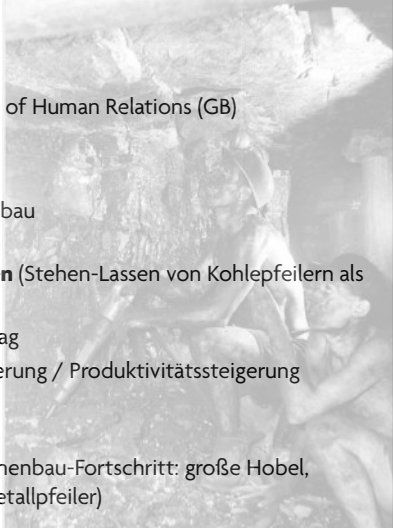 of Human Relations (GB)
bau
n (Stehen-Lassen von Kohlepfeilern als
ag
erung / Produktivitätssteigerung
nenbau-Fortschritt: große Hobel,
etallpfeiler)